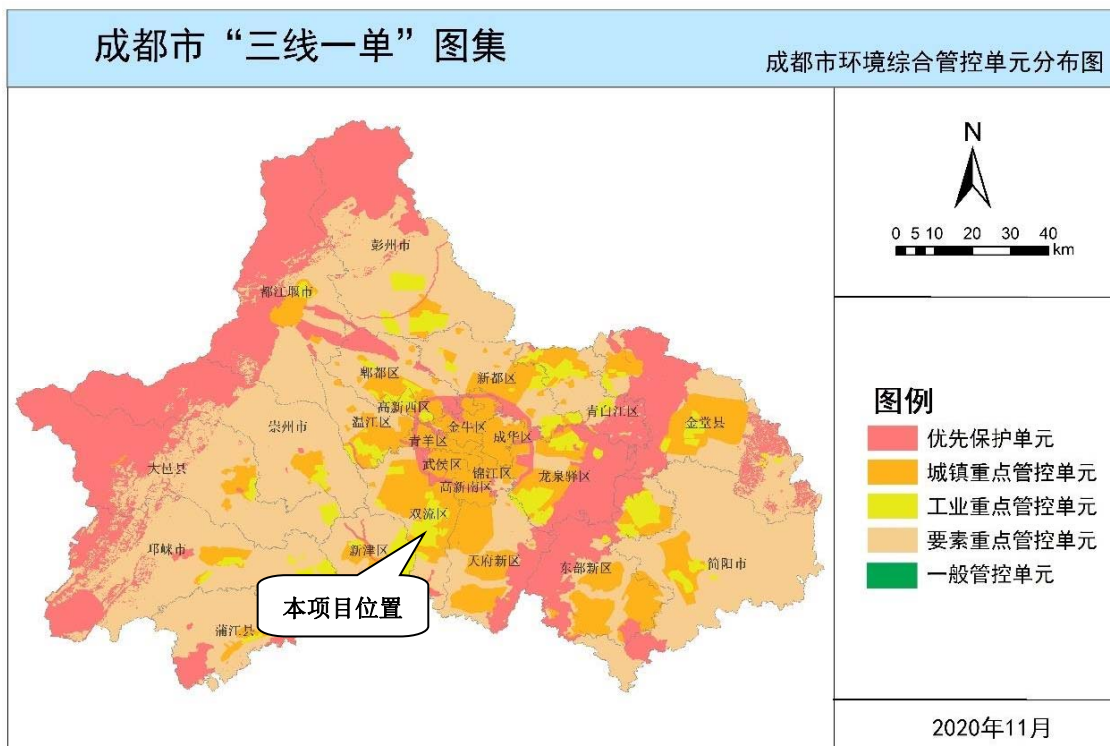 成都市“三线一单”图集
成都市环境综合管控单元分布图
N
0 5 10 20 30 40
km
彭州市
都江堰市
郫都区
新都区
高新西区
青白江区
金堂县
崇州市
温江区
金牛区
青羊区
成华区
大邑县
武侯区
锦江区
龙泉驿区
高新南区
双流区
邛崃市
新津区
天府新区
东部新区
简阳市
本项目位置
蒲江县
图例
优先保护单元
城镇重点管控单元
工业重点管控单元
要素重点管控单元
一般管控单元
2020年11月